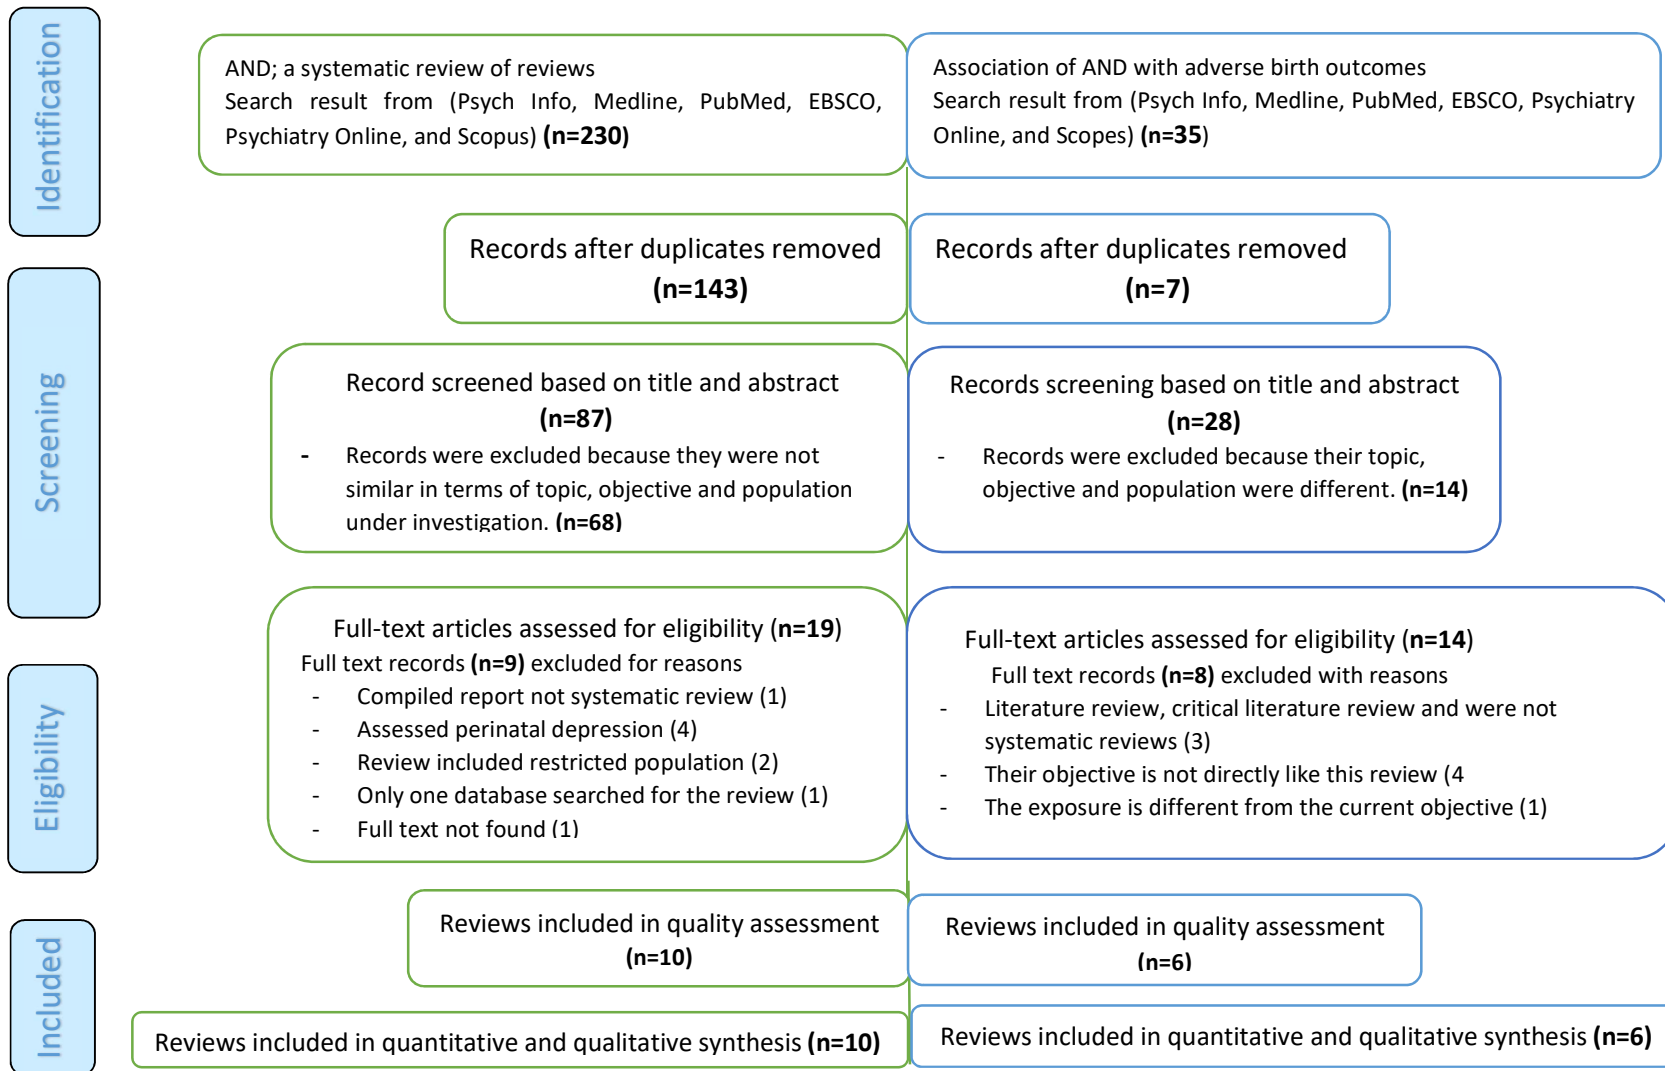 Identification
AND; a systematic review of reviews
Search result from (Psych Info, Medline, PubMed, EBSCO,
Psychiatry Online, and Scopus) (n=230)
Association of AND with adverse birth outcomes
Search result from (Psych Info, Medline, PubMed, EBSCO, Psychiatry
Online, and Scopes) (n=35)
Screening
Records after duplicates removed
(n=143)
Records after duplicates removed
(n=7)
Record screened based on title and abstract
(n=87)
- Records were excluded because they were not
similar in terms of topic, objective and population
under investigation. (n=68)
Records screening based on title and abstract
(n=28)
- Records were excluded because their topic,
objective and population were different. (n=14)
Eligibility
Full-text articles assessed for eligibility (n=19)
Full text records (n=9) excluded for reasons
- Compiled report not systematic review (1)
- Assessed perinatal depression (4)
- Review included restricted population (2)
- Only one database searched for the review (1)
- Full text not found (1)
Full-text articles assessed for eligibility (n=14)
Full text records (n=8) excluded with reasons
- Literature review, critical literature review and were not
systematic reviews (3)
- Their objective is not directly like this review (4
- The exposure is different from the current objective (1)
Included
Reviews included in quality assessment
(n=10)
Reviews included in quality assessment
(n=6)
Reviews included in quantitative and qualitative synthesis (n=10)
Reviews included in quantitative and qualitative synthesis (n=6)